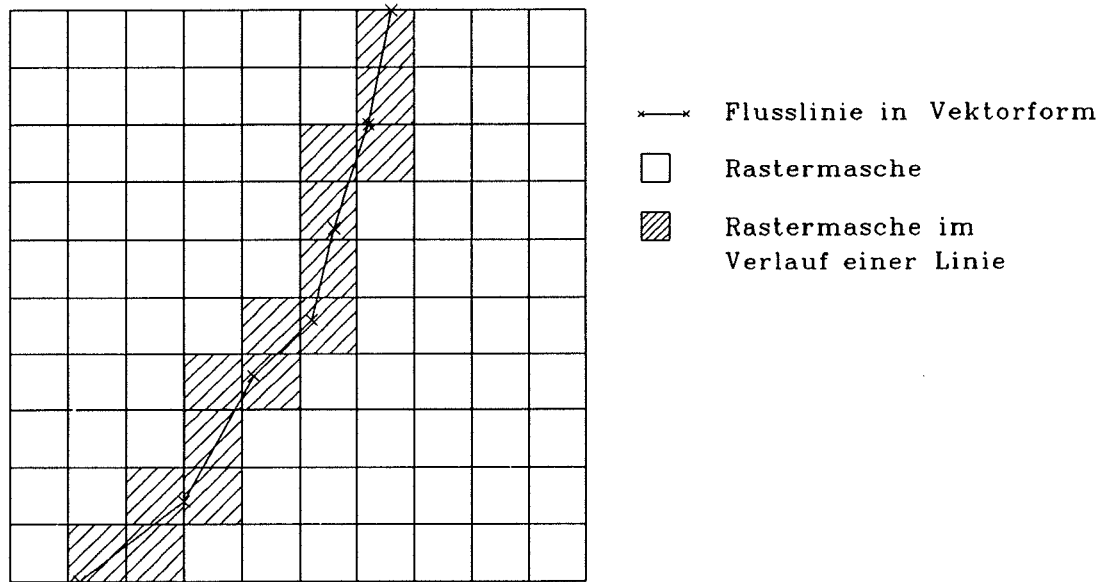 Flusslinie in Vektorform
Rastermasche
Rastermasche im
Verlauf einer Linie